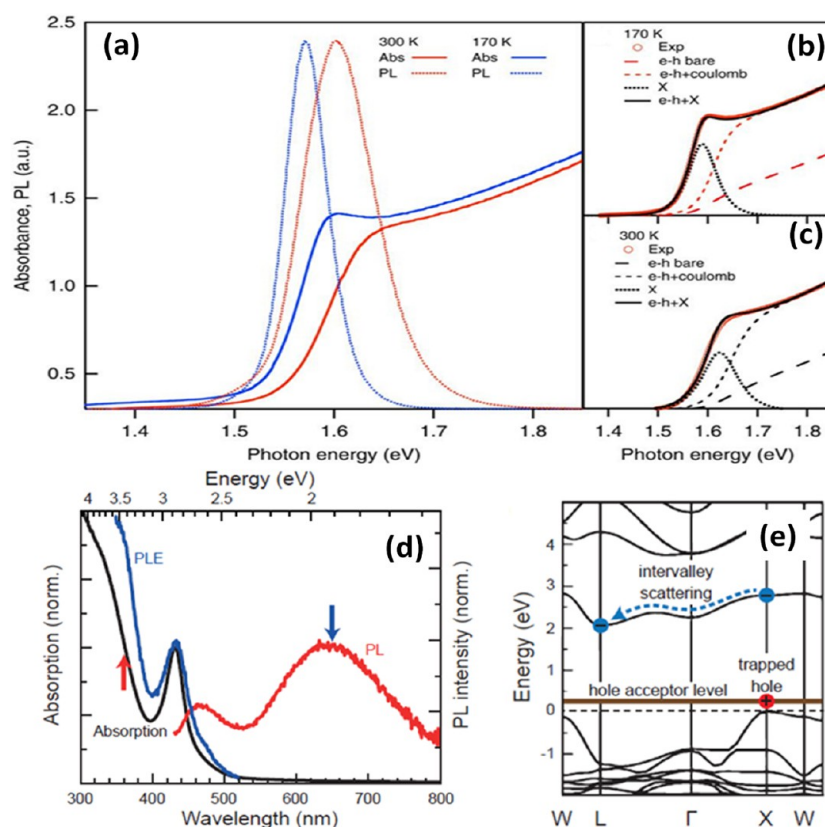 (a)
300 K 170 K
Abs Abs
PL PL
2.5
2.0
1.5
1.0
0.5
Absorbance, PL (a.u.)
1.4 1.5 1.6 1.7 1.8
Photon energy (eV)
(b)
170 K
Exp
e-h bare
e-h+coulomb
X
e-h+X
(c)
300 K
Exp
e-h bare
e-h+coulomb
X
e-h+X
1.4 1.5 1.6 1.7 1.8
Photon energy (eV)
Energy (eV)
4 3.5 3 2.5 2
(d)
PLE
PL
Absorption
Absorption (norm.)
PL intensity (norm.)
300 400 500 600 700 800
Wavelength (nm)
(e)
4
3
2
1
0
-1
Energy (eV)
intervalley
scattering
trapped
hole
hole acceptor level
W L Γ X W